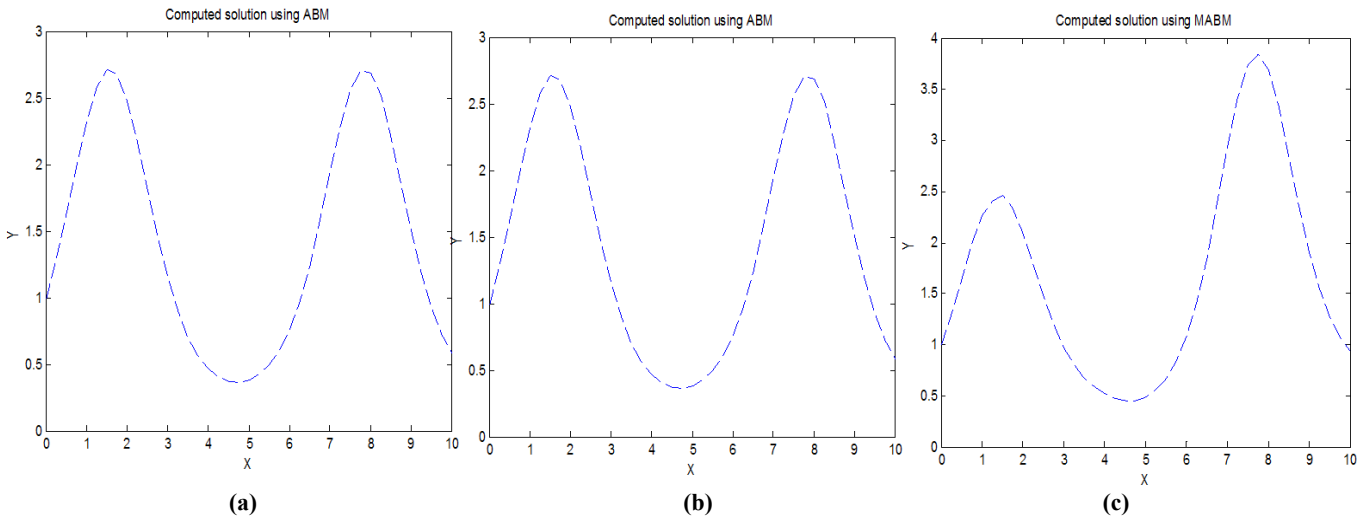 Computed solution using ABM
3
2.5
2
1.5
1
0.5
0
Y
0 1 2 3 4 5 6 7 8 9 10
X
(a)
Computed solution using ABM
3
2.5
2
1.5
1
0.5
0
Y
0 1 2 3 4 5 6 7 8 9 10
X
(b)
Computed solution using MABM
4
3.5
3
2.5
2
1.5
1
0.5
0
Y
0 1 2 3 4 5 6 7 8 9 10
X
(c)